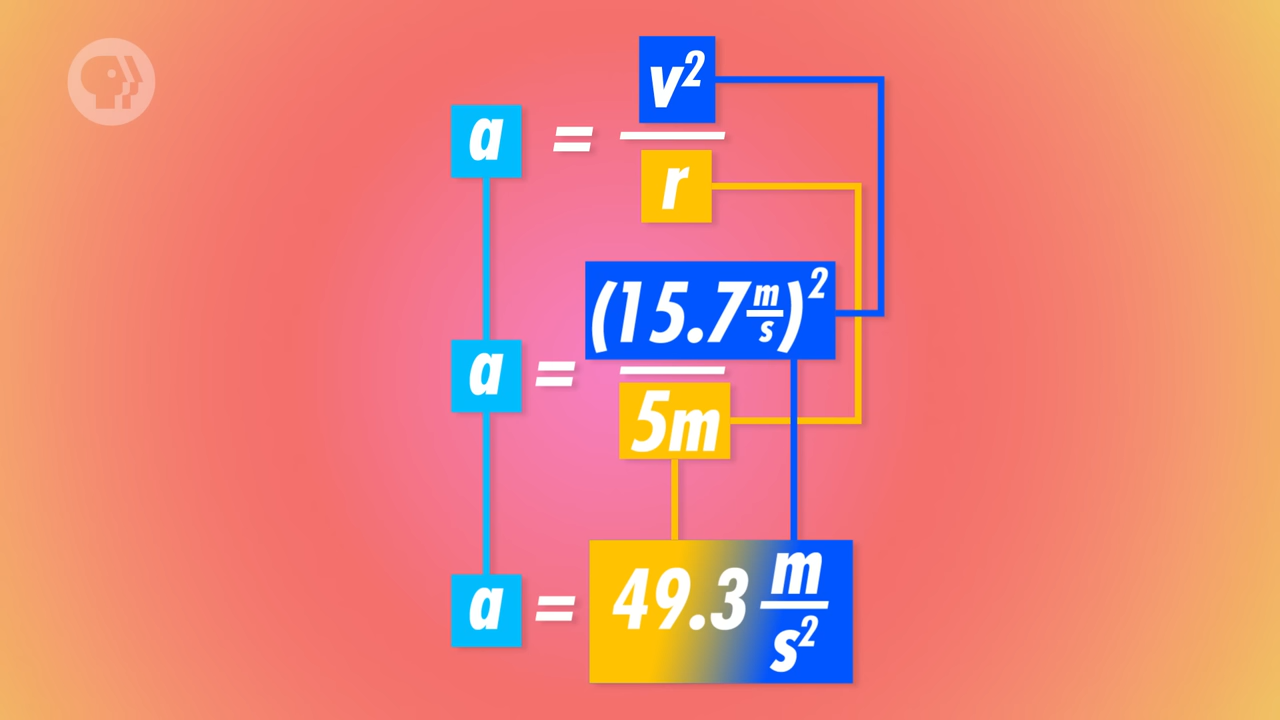 a = v²/r
a = (15.7 m/s)²/5m
a = 49.3 m/s²